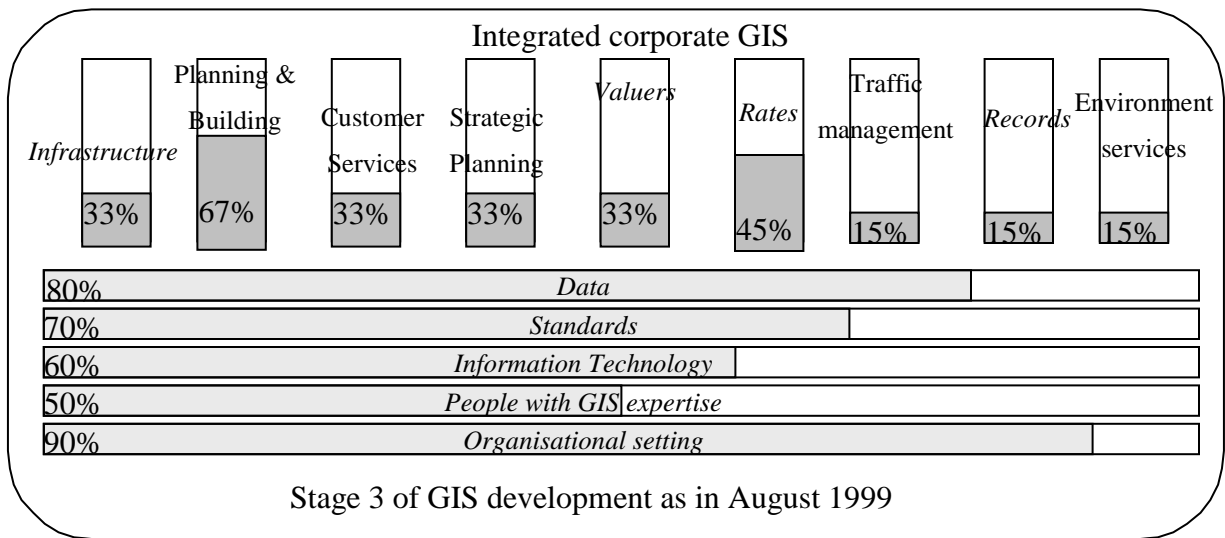 Integrated corporate GIS
Infrastructure
Planning &
Building
Customer
Services
Strategic
Planning
Valuers
Rates
Traffic
management
Records
Environment
services
33%
67%
33%
33%
33%
45%
15%
15%
15%
80% Data
70% Standards
60% Information Technology
50% People with GIS expertise
90% Organisational setting
Stage 3 of GIS development as in August 1999